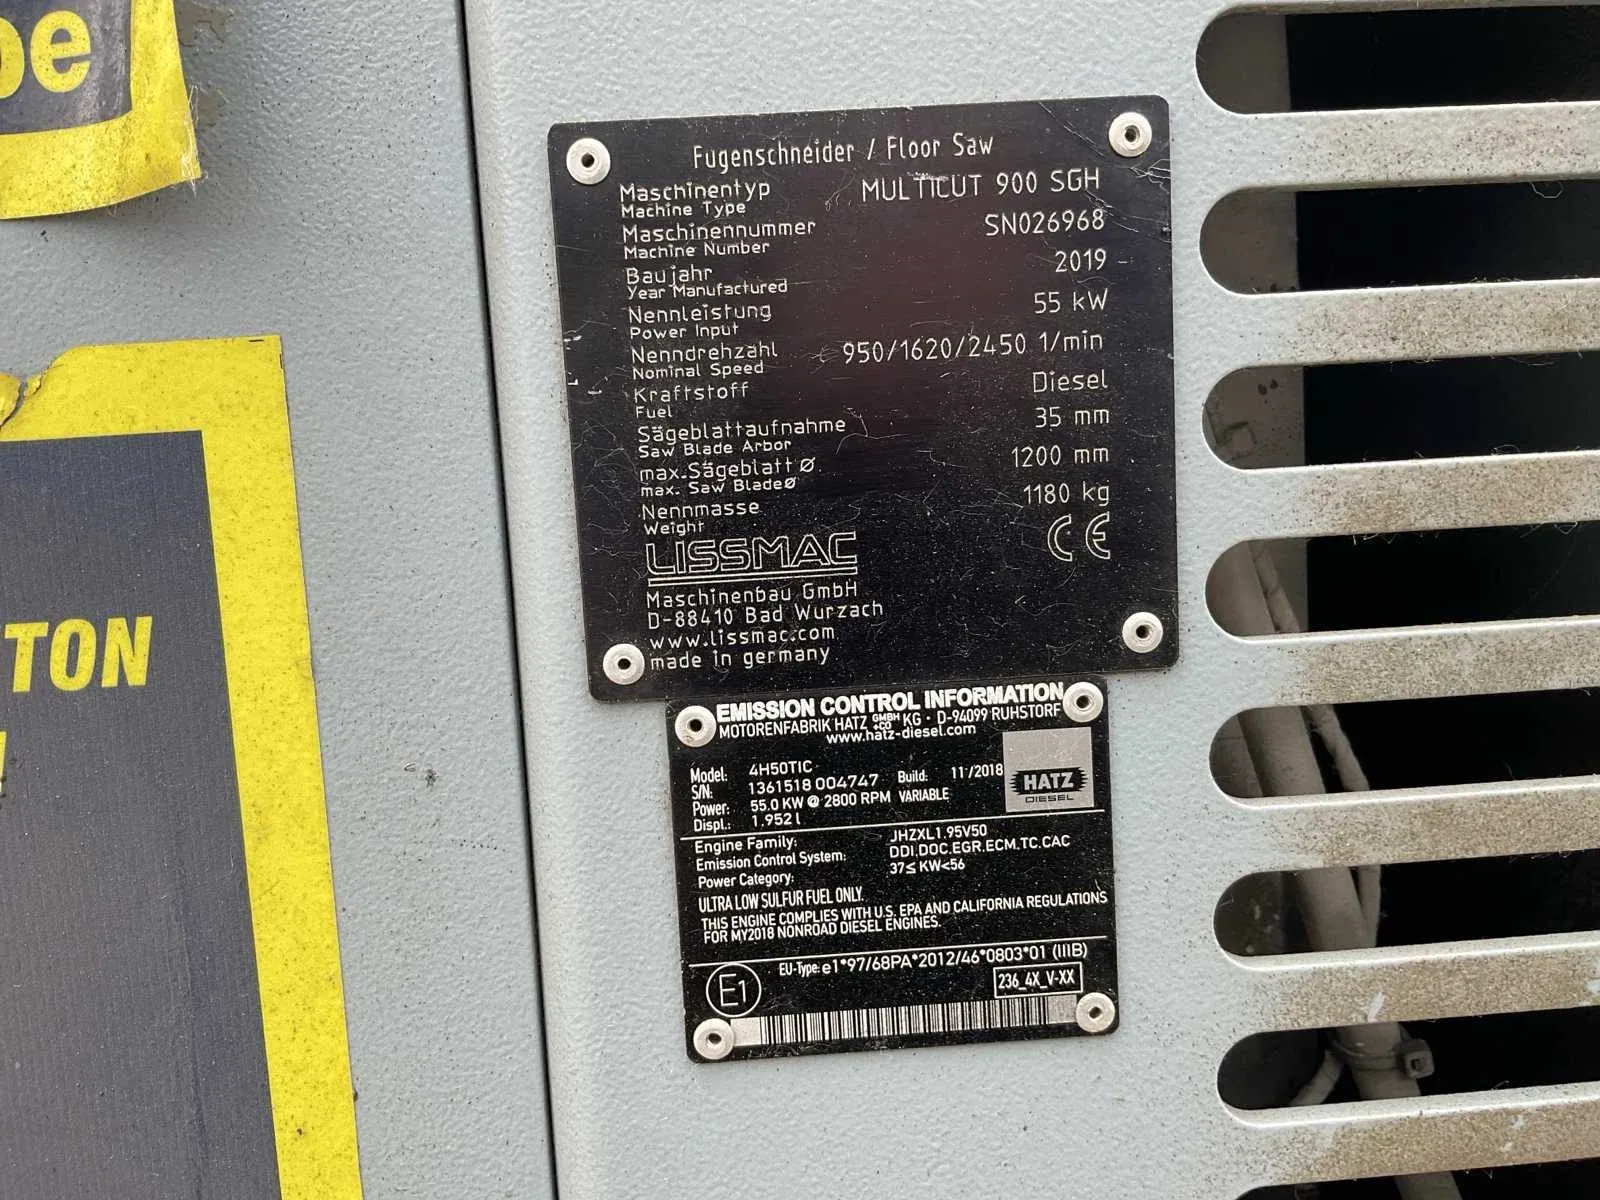 be
TON
Fugenschneider / Floor Saw
Maschinentyp MULTICUT 900 SGH
Machine Type
Maschinennummer SN026968
Machine Number
Baujahr 2019
Year Manufactured
Nennleistung 55 kW
Power Input
Nenndrehzahl 950/1620/2450 1/min
Nominal Speed
Kraftstoff Diesel
Fuel
Sägeblattaufnahme 35 mm
Saw Blade Arbor
max. Sägeblatt Ø 1200 mm
max. Saw Blade Ø
Nennmasse 1180 kg
Weight
LISSMAC CE
Maschinenbau GmbH
D-88410 Bad Wurzach
www.lissmac.com
made in germany
EMISSION CONTROL INFORMATION
MOTORENFABRIK HATZ GMBH +CO KG · D-94099 RUHSTORF
www.hatz-diesel.com
Model: 4H50TIC
S/N: 1361518 004747 Build: 11/2018
Power: 55.0 KW @ 2800 RPM VARIABLE
Displ.: 1.952 l
HATZ
DIESEL
Engine Family: JHZXL1.95V50
Emission Control System: DDI.DOC.EGR.ECM.TC.CAC
Power Category: 37≤ KW<56
ULTRA LOW SULFUR FUEL ONLY.
THIS ENGINE COMPLIES WITH U.S. EPA AND CALIFORNIA REGULATIONS
FOR MY2018 NONROAD DIESEL ENGINES.
EU-Type: e1*97/68PA*2012/46*0803*01 (IIIB)
E1 236_4X_V-XX